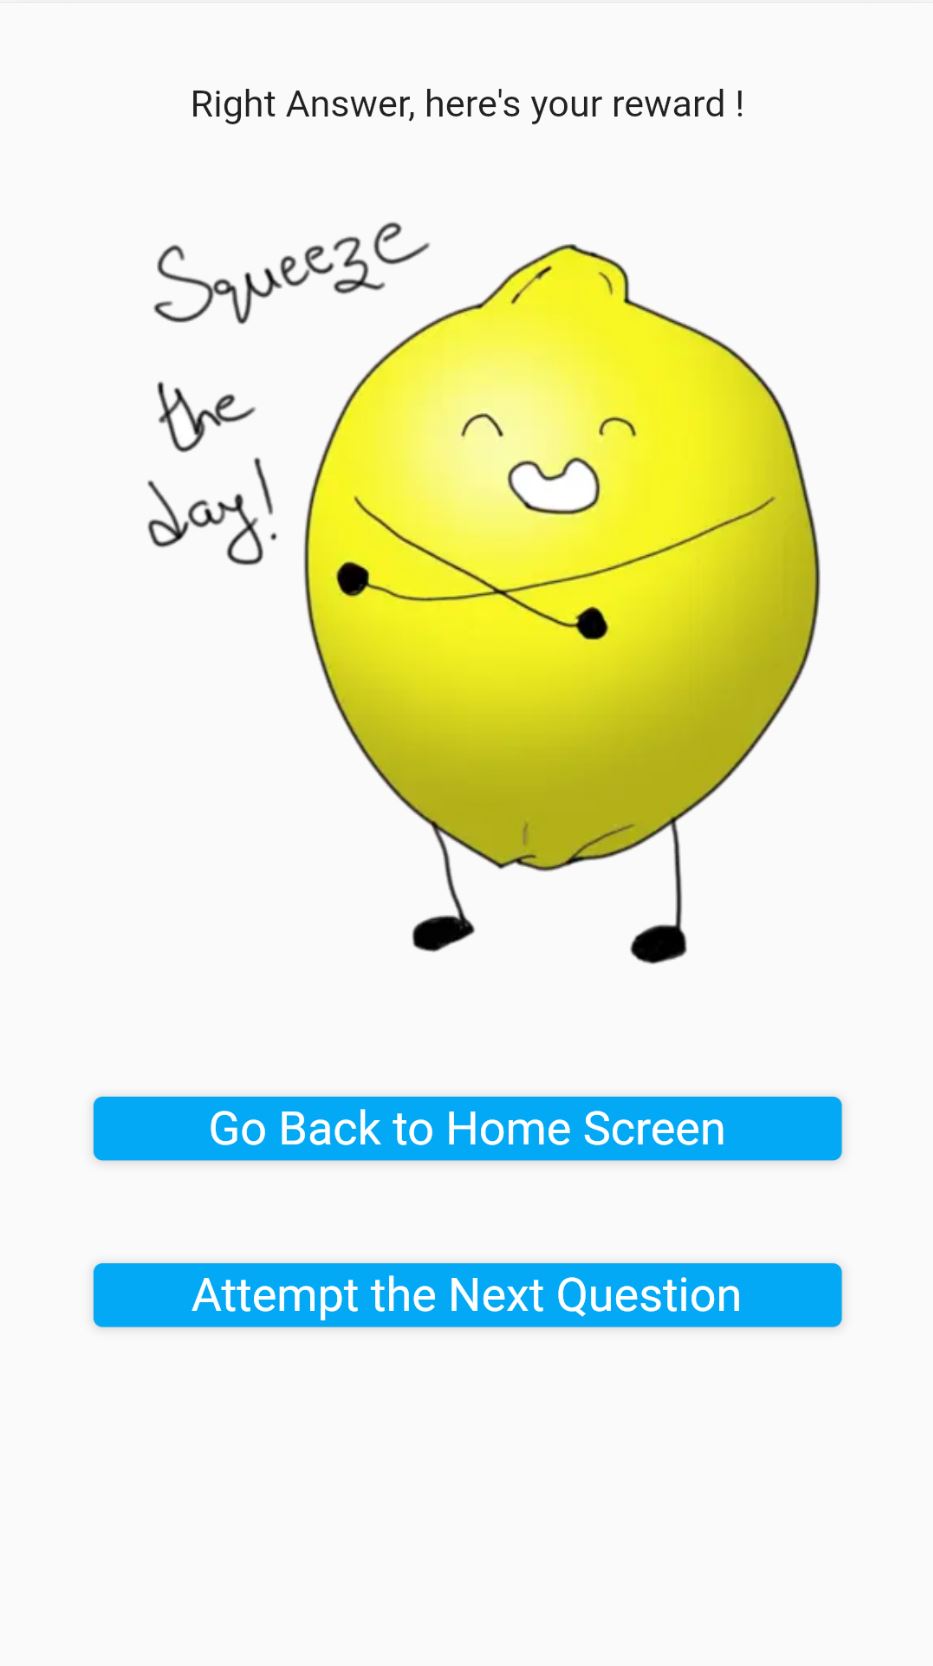 Right Answer, here's your reward !
Squeeze
the
day!
Go Back to Home Screen
Attempt the Next Question